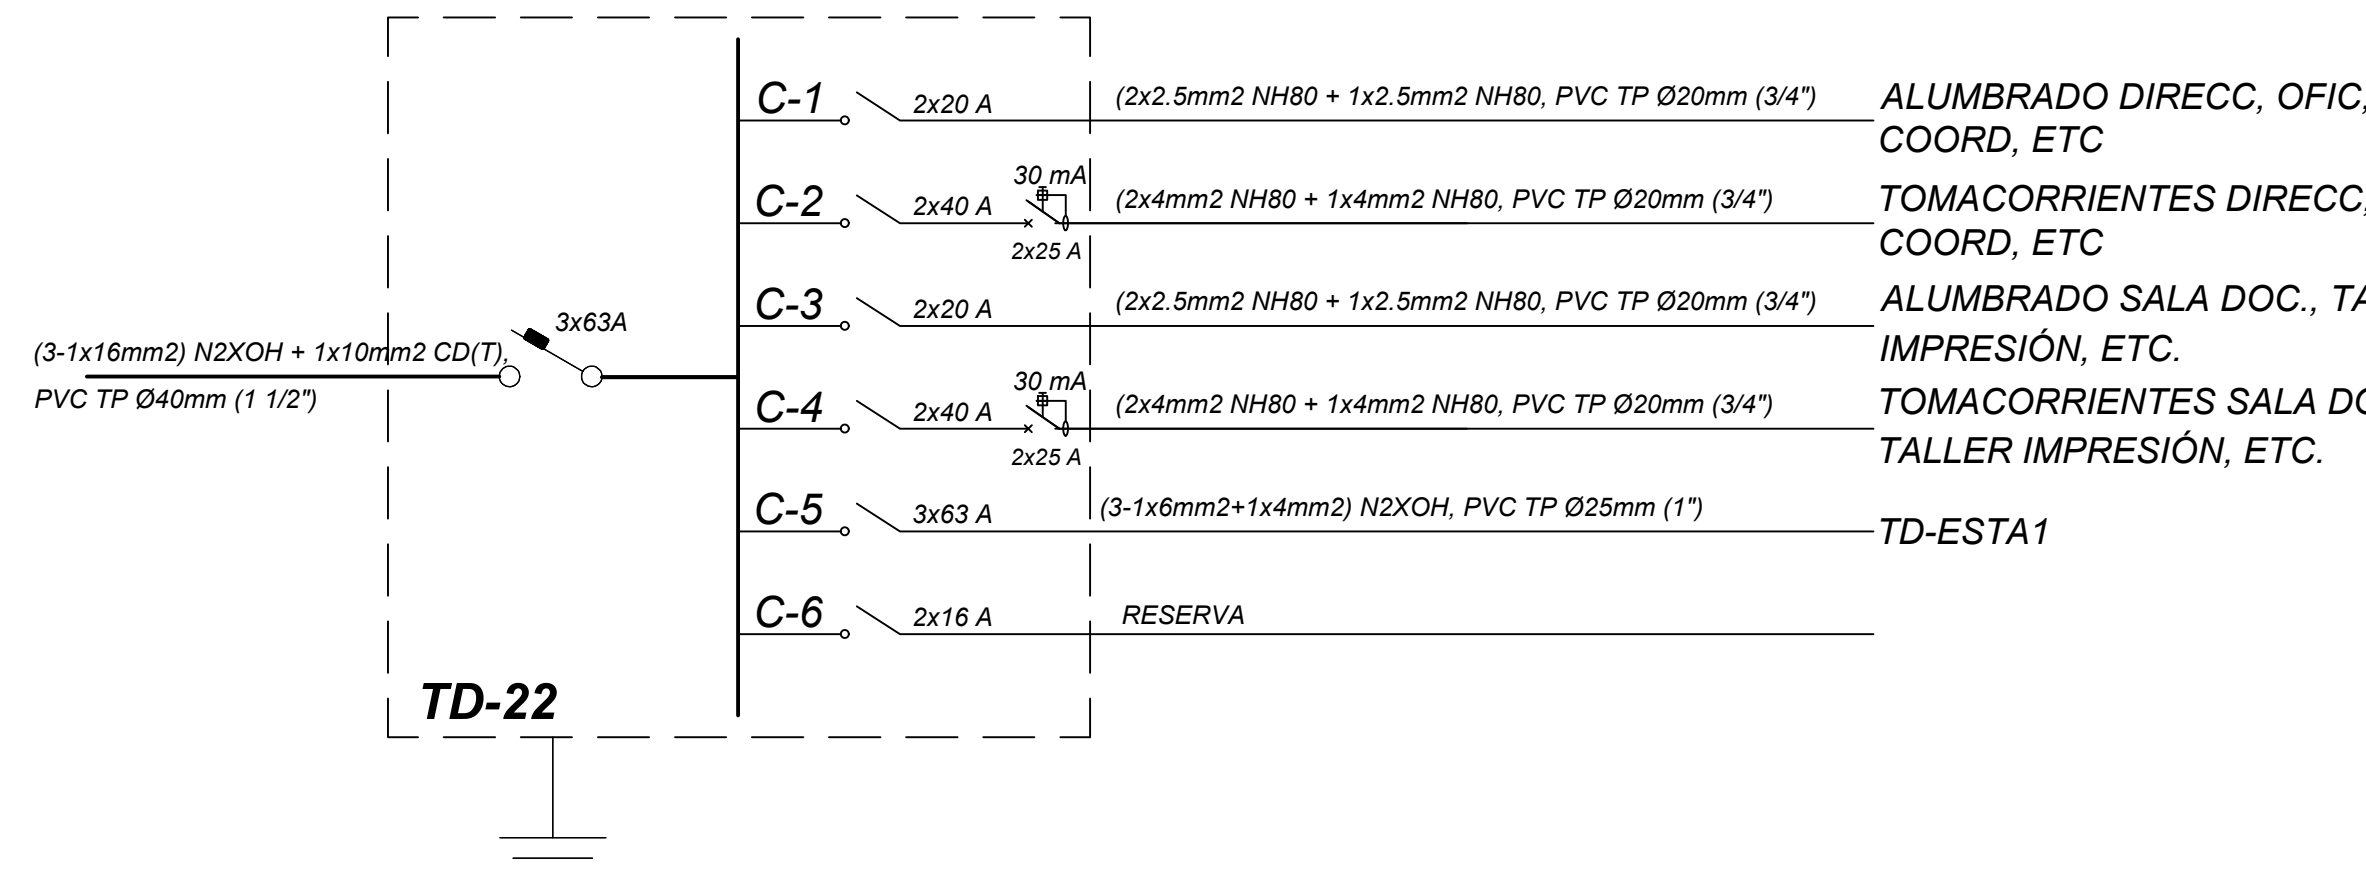 C-1
2x20 A
(2x2.5mm2 NH80 + 1x2.5mm2 NH80, PVC TP Ø20mm (3/4")
ALUMBRADO DIRECC, OFIC,
COORD, ETC
C-2
2x40 A
30 mA
2x25 A
(2x4mm2 NH80 + 1x4mm2 NH80, PVC TP Ø20mm (3/4")
TOMACORRIENTES DIRECC,
COORD, ETC
C-3
2x20 A
(2x2.5mm2 NH80 + 1x2.5mm2 NH80, PVC TP Ø20mm (3/4")
ALUMBRADO SALA DOC., TA
IMPRESIÓN, ETC.
3x63A
(3-1x16mm2) N2XOH + 1x10mm2 CD(T),
PVC TP Ø40mm (1 1/2")
C-4
2x40 A
30 mA
2x25 A
(2x4mm2 NH80 + 1x4mm2 NH80, PVC TP Ø20mm (3/4")
TOMACORRIENTES SALA DO
TALLER IMPRESIÓN, ETC.
C-5
3x63 A
(3-1x6mm2+1x4mm2) N2XOH, PVC TP Ø25mm (1")
TD-ESTA1
C-6
2x16 A
RESERVA
TD-22